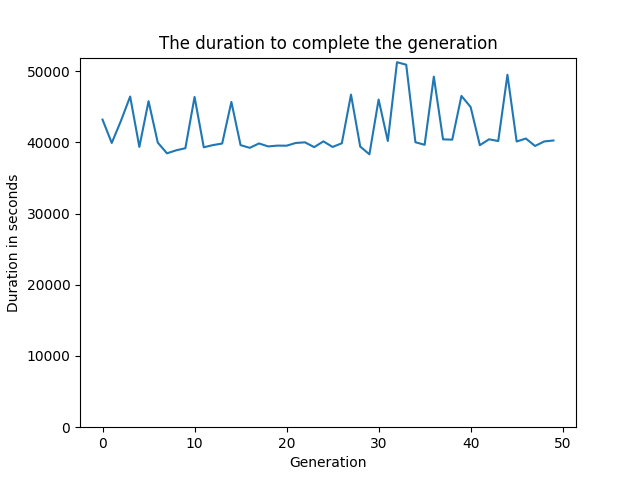 The duration to complete the generation
50000
40000
30000
20000
10000
0
Duration in seconds
0 10 20 30 40 50
Generation